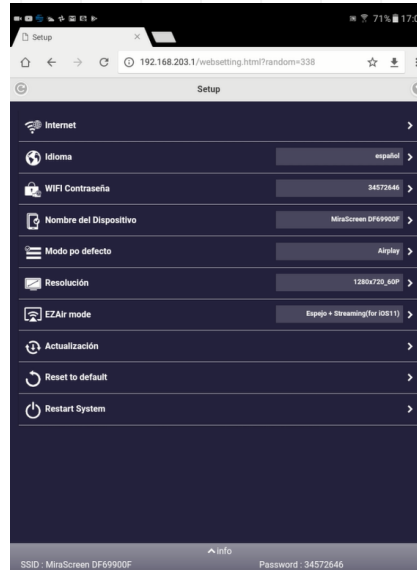 71% 17:0
Setup
192.168.203.1/websetting.html?random=338
Setup
Internet
Idioma español
WIFI Contraseña 34572646
Nombre del Dispositivo MiraScreen DF69900F
Modo po defecto Airplay
Resolución 1280x720_60P
EZAir mode Espejo + Streaming(for iOS11)
Actualización
Reset to default
Restart System
info
SSID : MiraScreen DF69900F Password : 34572646